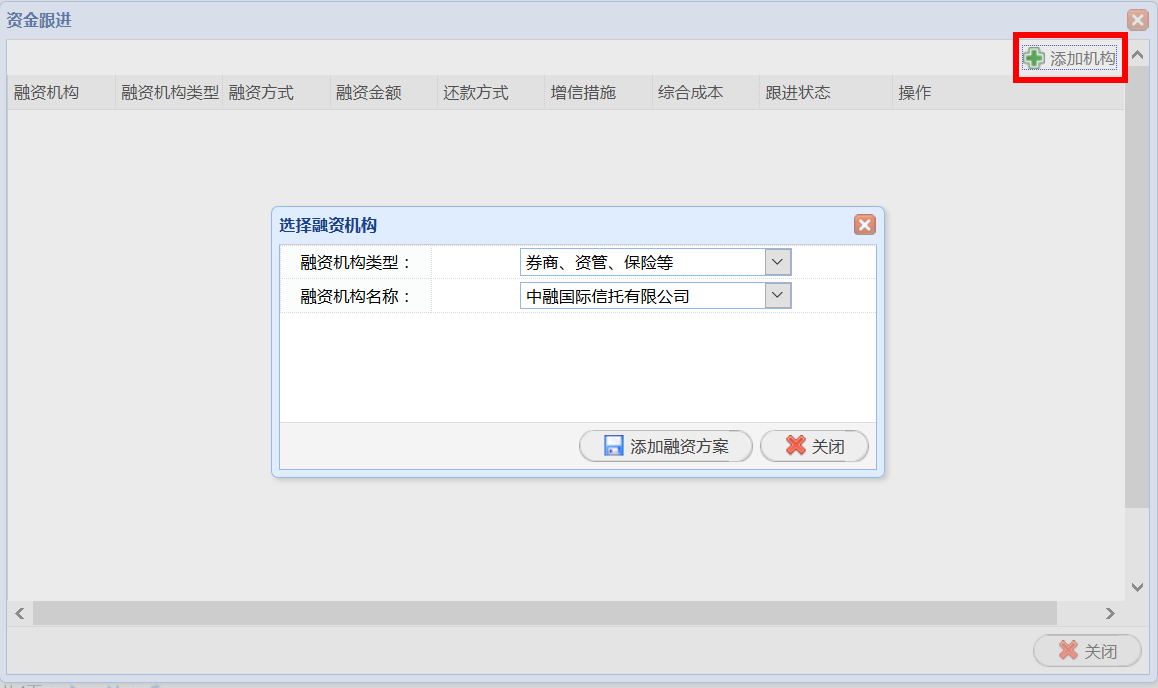 资金跟进
添加机构
融资机构 融资机构类型 融资方式 融资金额 还款方式 增信措施 综合成本 跟进状态 操作
选择融资机构
融资机构类型： 券商、资管、保险等
融资机构名称： 中融国际信托有限公司
添加融资方案 关闭
关闭